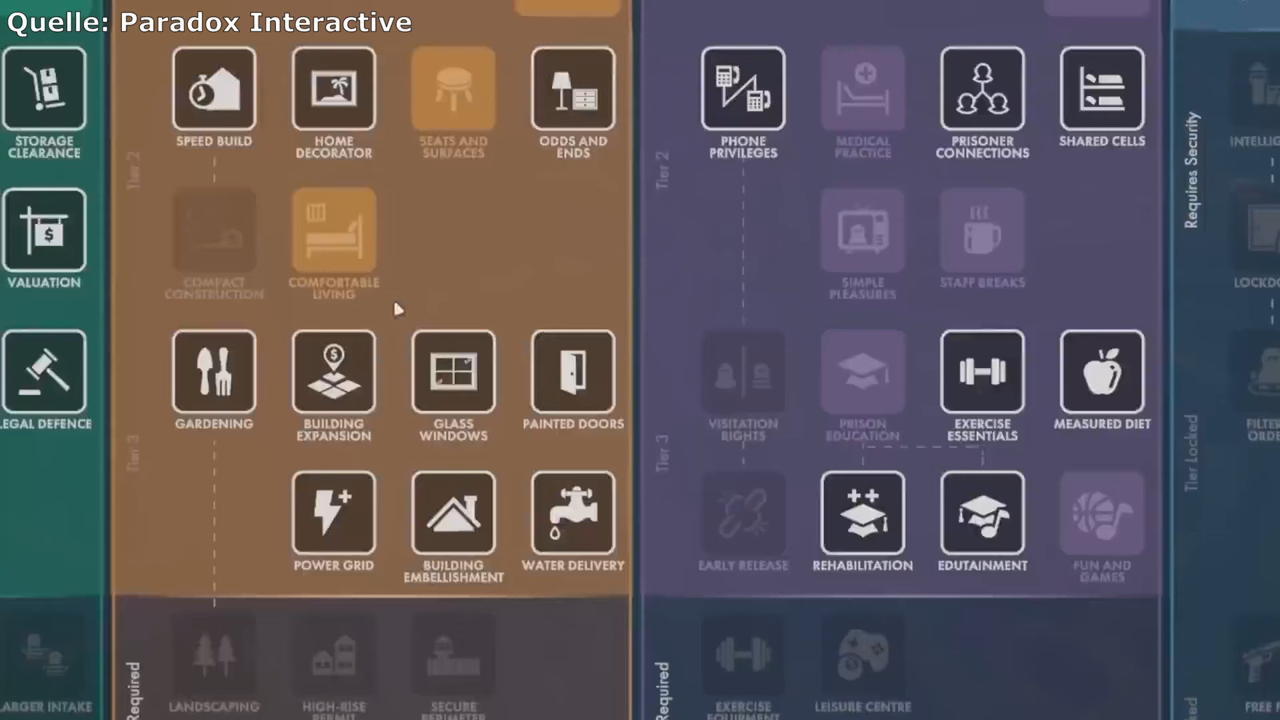 Quelle: Paradox Interactive
STORAGE
CLEARANCE
SPEED BUILD
HOME
DECORATOR
SEATS AND
SURFACES
ODDS AND
ENDS
PHONE
PRIVILEGES
MEDICAL
PRACTICE
PRISONER
CONNECTIONS
SHARED CELLS
Tier 2
Tier 2
Requires Security
VALUATION
COMPACT
CONSTRUCTION
COMFORTABLE
LIVING
SIMPLE
PLEASURES
STAFF BREAKS
LEGAL DEFENCE
GARDENING
BUILDING
EXPANSION
GLASS
WINDOWS
PAINTED DOORS
VISITATION
RIGHTS
PRISON
EDUCATION
EXERCISE
ESSENTIALS
MEASURED DIET
Tier 3
Tier 3
Tier Locked
POWER GRID
BUILDING
EMBELLISHMENT
WATER DELIVERY
EARLY RELEASE
REHABILITATION
EDUTAINMENT
FUN AND
GAMES
Required
Required
LARGER INTAKE
LANDSCAPING
HIGH-RISE
PERMIT
SECURE
PERIMETER
EXERCISE
EQUIPMENT
LEISURE CENTRE